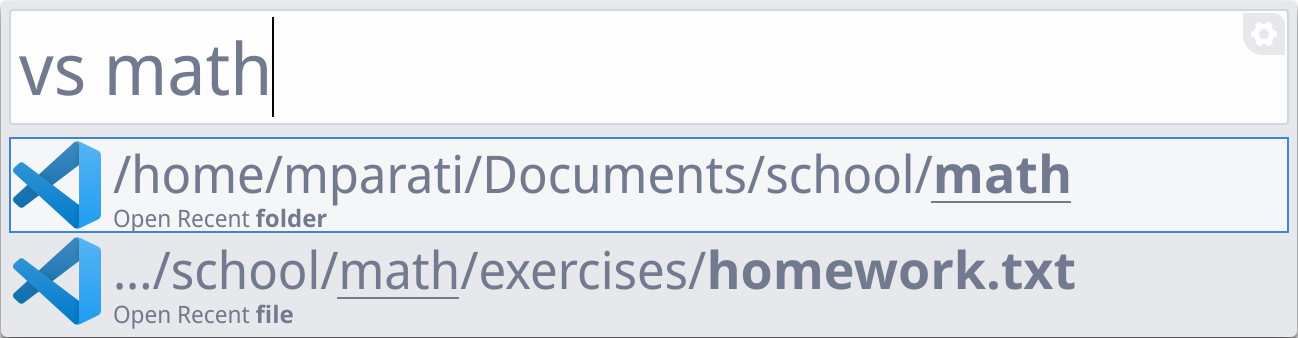 vs math
/home/mparati/Documents/school/math
Open Recent folder
.../school/math/exercises/homework.txt
Open Recent file